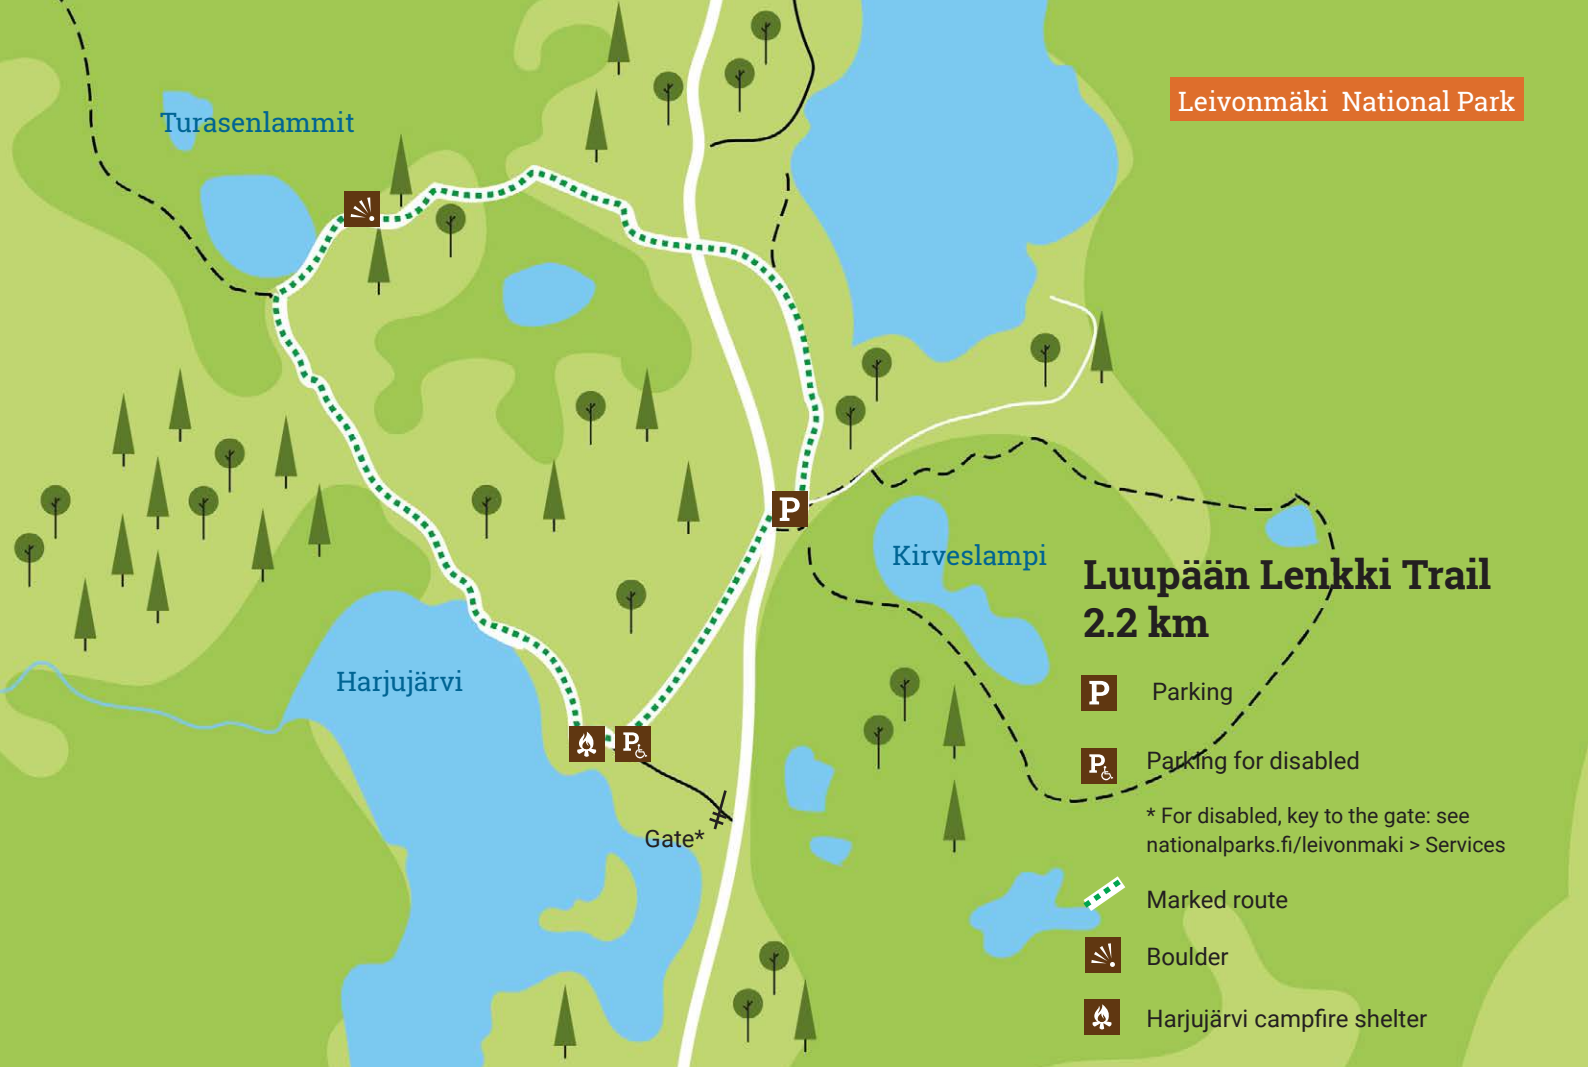 Leivonmäki National Park
Turasenlammit
Kirveslampi
Harjujärvi
Gate*
P
P
Luupään Lenkki Trail
2.2 km
P Parking
P Parking for disabled
* For disabled, key to the gate: see
nationalparks.fi/leivonmaki > Services
Marked route
Boulder
Harjujärvi campfire shelter